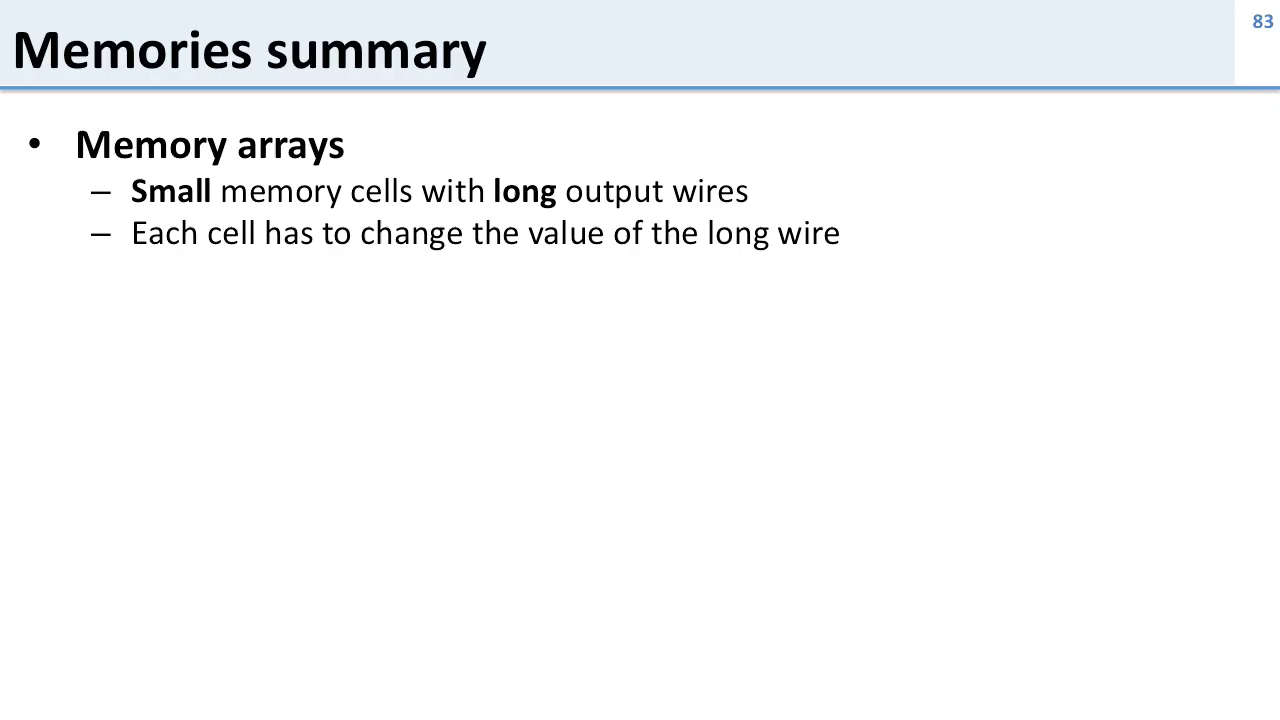 Memories summary
83
• Memory arrays
– Small memory cells with long output wires
– Each cell has to change the value of the long wire